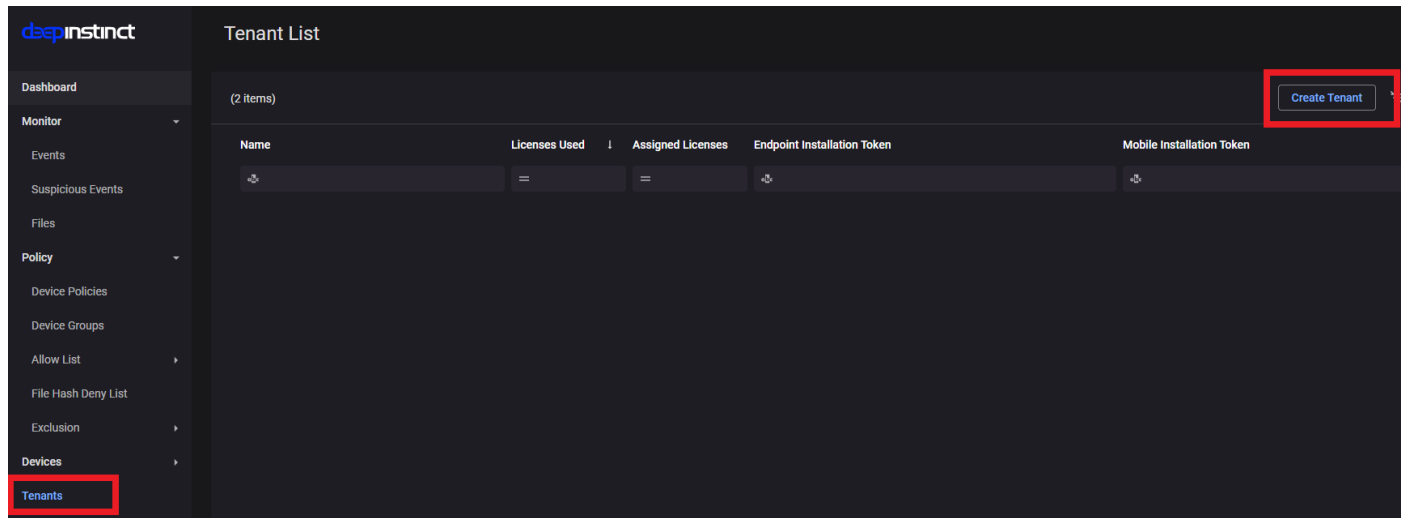 deepinstinct
Tenant List
Dashboard
(2 items)
Create Tenant
Monitor
Name
Licenses Used
Assigned Licenses
Endpoint Installation Token
Mobile Installation Token
Events
Suspicious Events
Files
Policy
Device Policies
Device Groups
Allow List
File Hash Deny List
Exclusion
Devices
Tenants